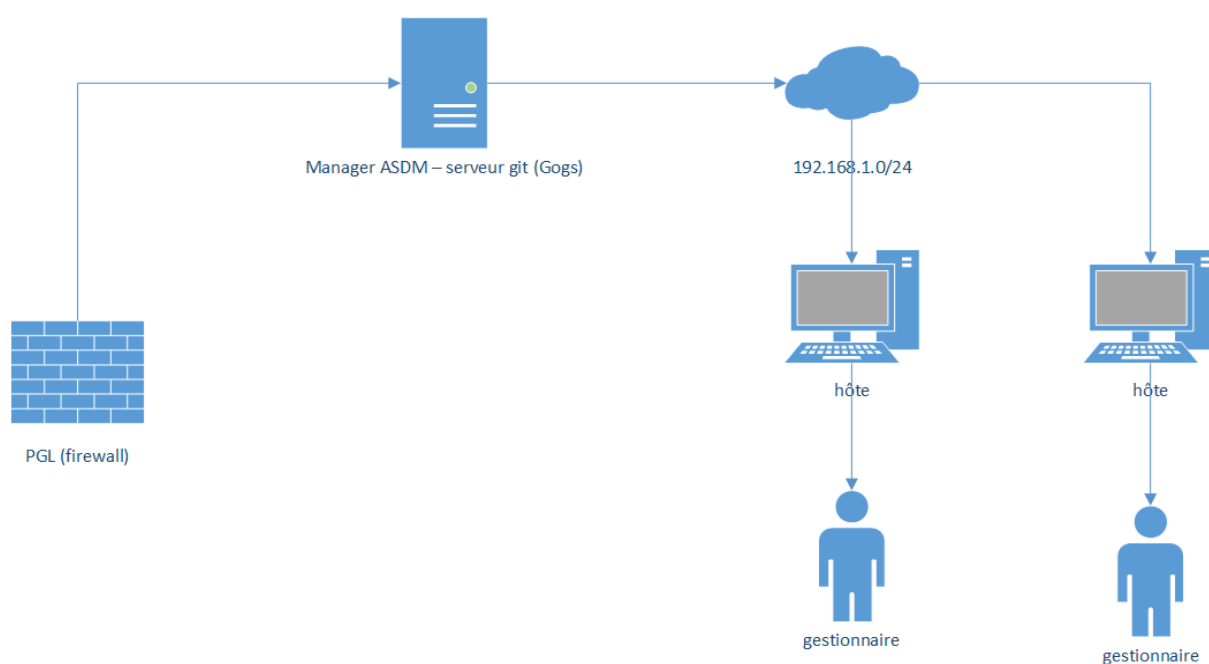 Manager ASDM – serveur git (Gogs)
192.168.1.0/24
hôte
hôte
PGL (firewall)
gestionnaire
gestionnaire